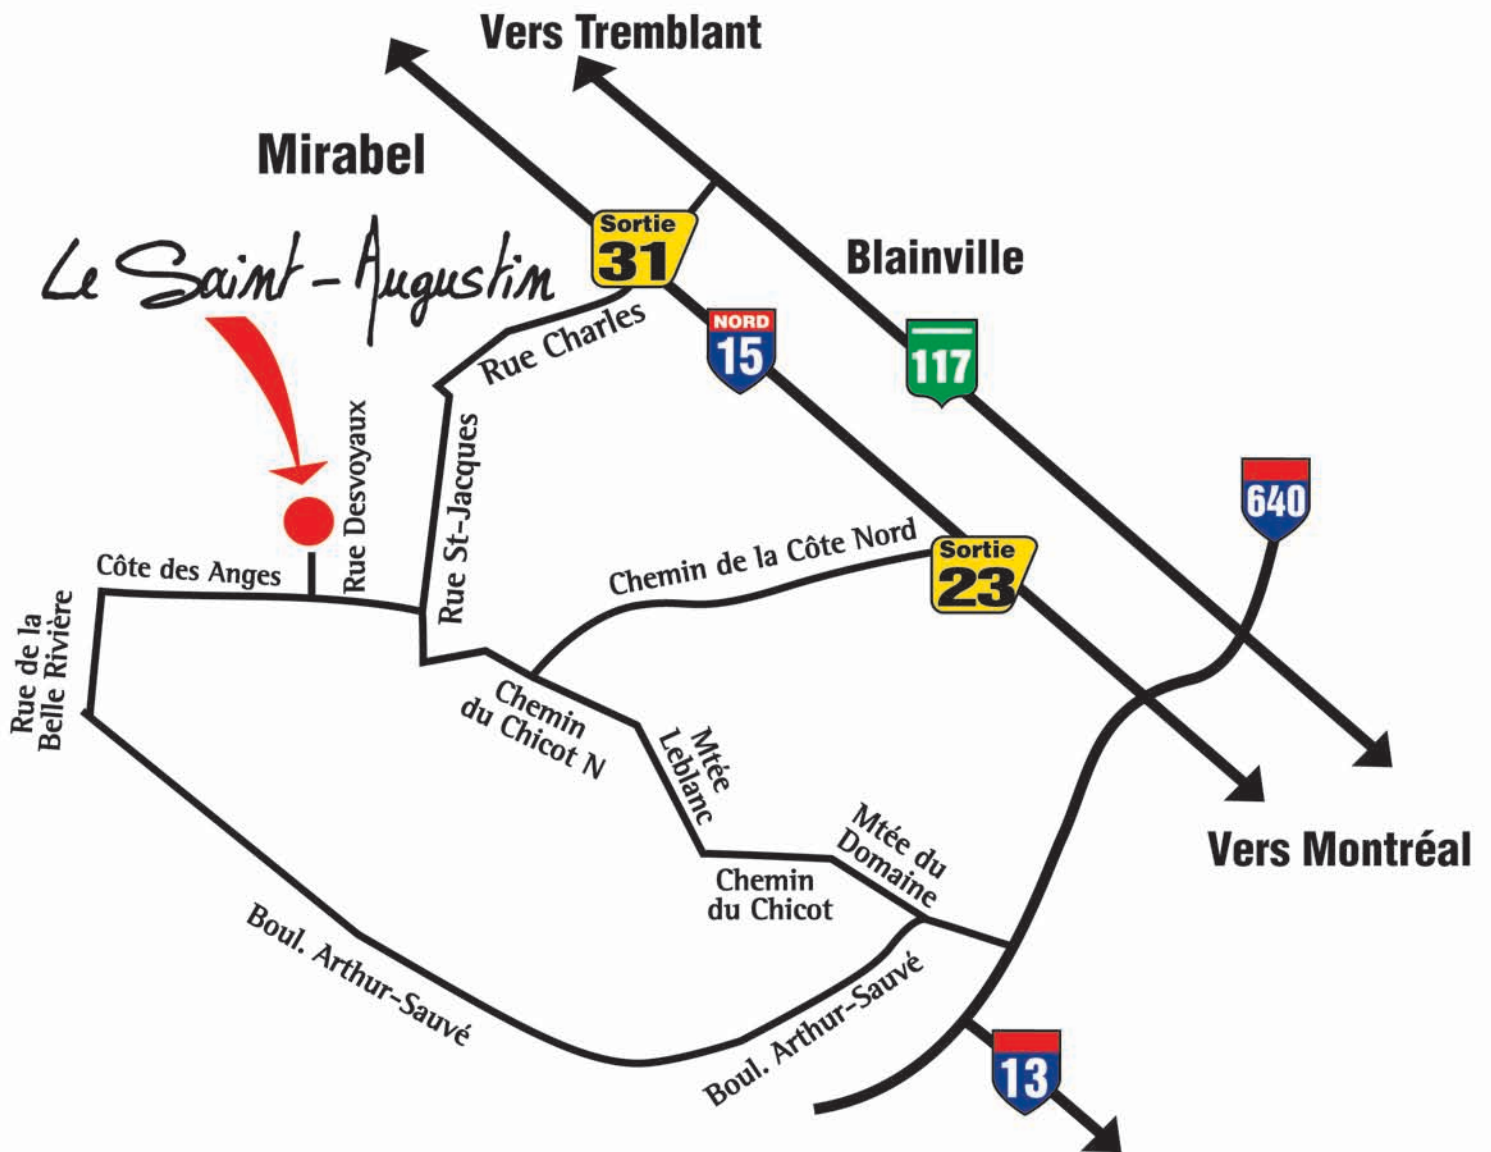 Vers Tremblant
Mirabel
Le Saint-Augustin
Sortie
31
Blainville
Rue Charles
NORD
15
117
Rue Desvoyaux
Rue St-Jacques
640
Côte des Anges
Chemin de la Côte Nord
Sortie
23
Rue de la
Belle Rivière
Chemin
du Chicot N
Mtée
Leblanc
Mtée du
Domaine
Vers Montréal
Chemin
du Chicot
Boul. Arthur-Sauvé
Boul. Arthur-Sauvé
13